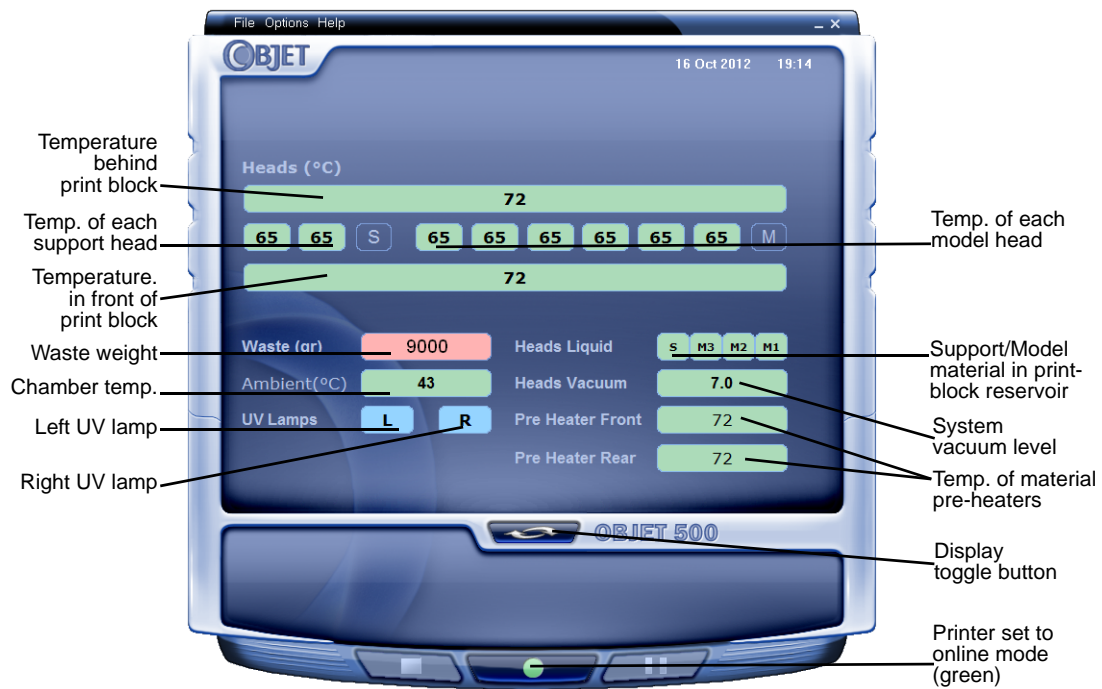 File Options Help
OBJET
16 Oct 2012 19:14
Temperature
behind
print block
Heads (°C)
72
Temp. of each
support head
65 65 S 65 65 65 65 65 65 M
Temp. of each
model head
Temperature.
in front of
print block
72
Waste weight
Waste (gr) 9000
Heads Liquid S M3 M2 M1
Support/Model
material in print-
block reservoir
Chamber temp.
Ambient(°C) 43
Heads Vacuum 7.0
System
vacuum level
Left UV lamp
UV Lamps L R
Pre Heater Front 72
Right UV lamp
Pre Heater Rear 72
Temp. of material
pre-heaters
OBJET 500
Display
toggle button
Printer set to
online mode
(green)